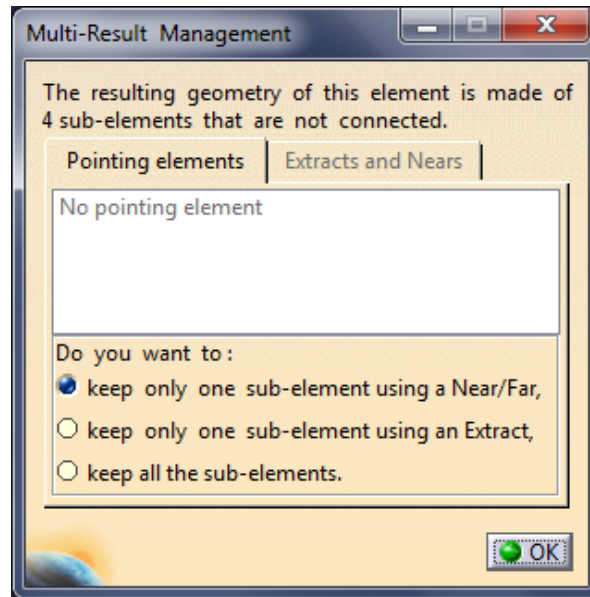 Multi-Result Management
The resulting geometry of this element is made of
4 sub-elements that are not connected.
Pointing elements
Extracts and Nears
No pointing element
Do you want to :
keep only one sub-element using a Near/Far,
keep only one sub-element using an Extract,
keep all the sub-elements.
OK